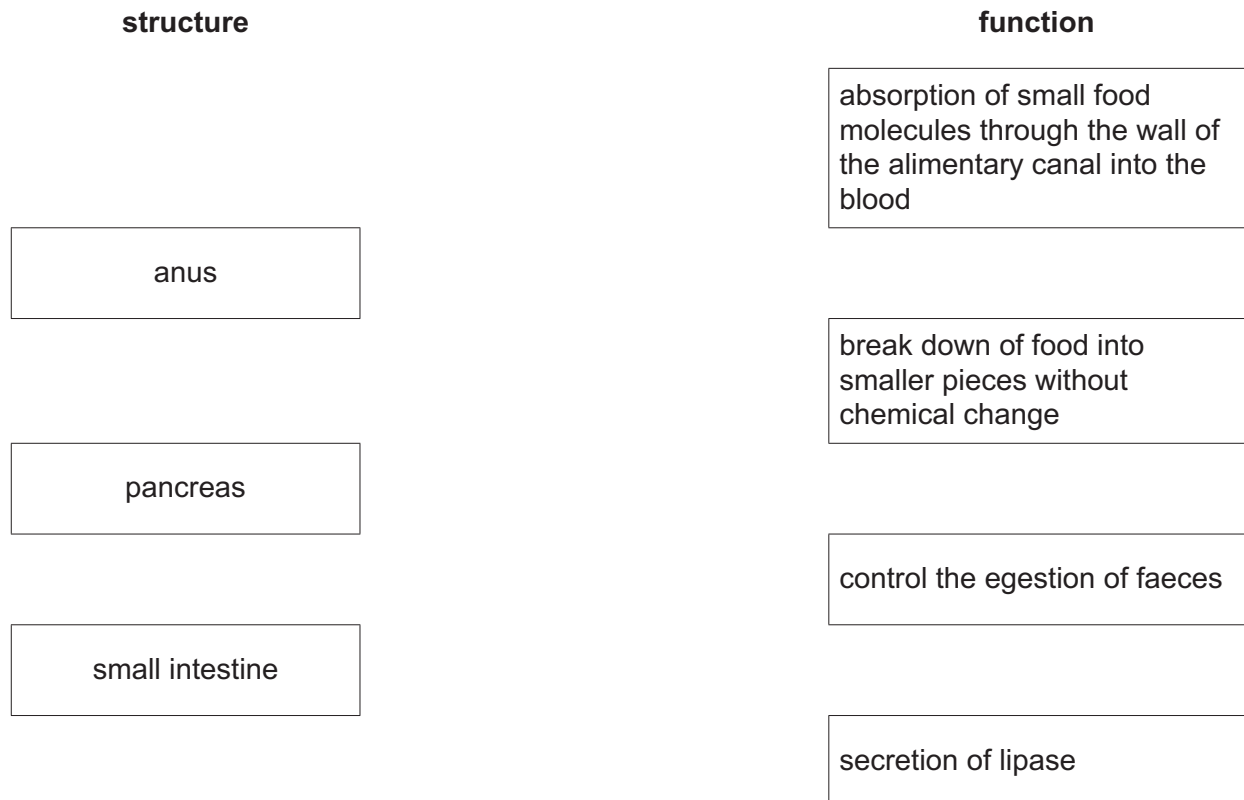 structure
function
absorption of small food
molecules through the wall of
the alimentary canal into the
blood
anus
break down of food into
smaller pieces without
chemical change
pancreas
control the egestion of faeces
small intestine
secretion of lipase